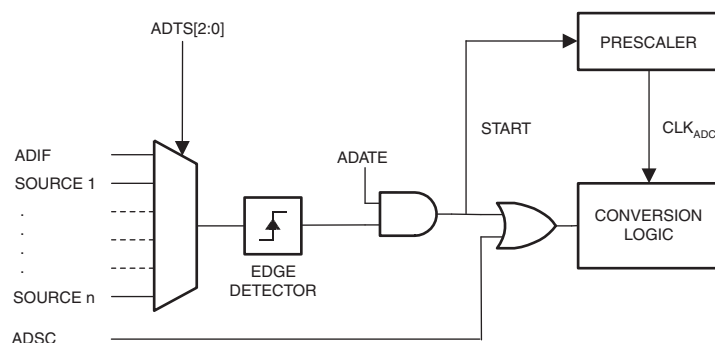 ADTS[2:0]
PRESCALER
START
CLKADC
ADIF
ADATE
SOURCE 1
.
.
.
.
CONVERSION
LOGIC
EDGE
DETECTOR
SOURCE n
ADSC